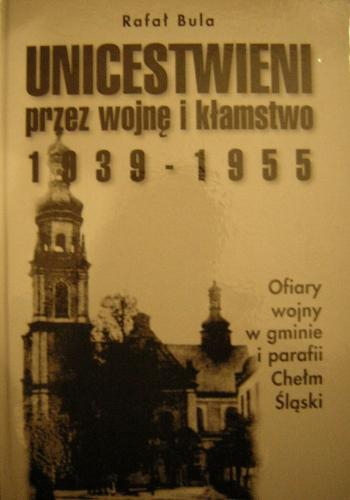 Rafał Bula
UNICESTWIENI
przez wojnę i kłamstwo
1939-1955
Ofiary
wojny
w gminie
i parafii
Chełm
Śląski